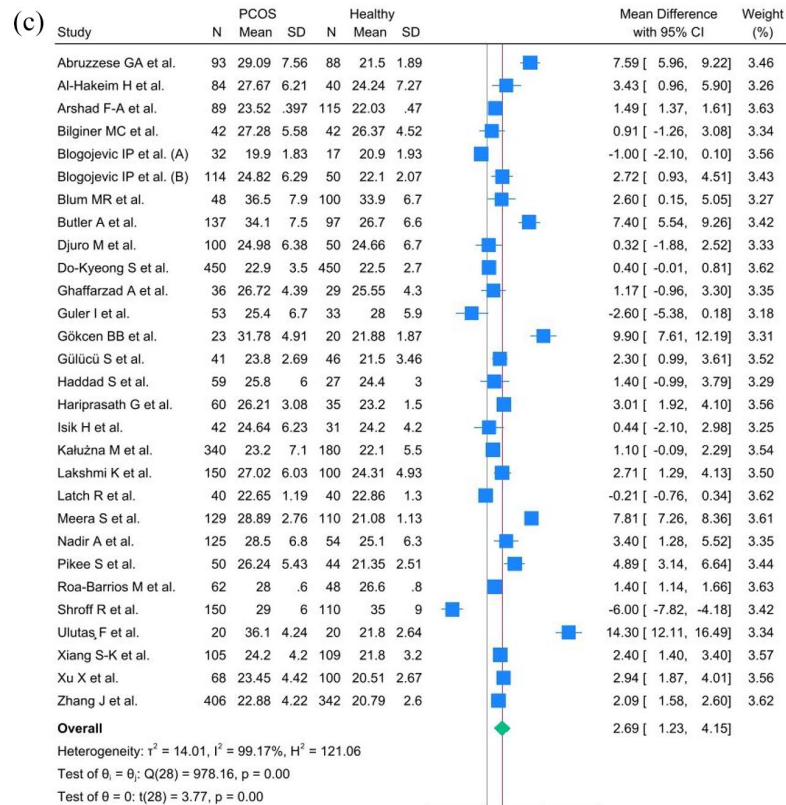 (c)
PCOS Healthy Mean Difference Weight
Study N Mean SD N Mean SD with 95% CI (%)
Abruzzese GA et al. 93 29.09 7.56 88 21.5 1.89 7.59 [ 5.96, 9.22] 3.46
Al-Hakeim H et al. 84 27.67 6.21 40 24.24 7.27 3.43 [ 0.96, 5.90] 3.26
Arshad F-A et al. 89 23.52 .397 115 22.03 .47 1.49 [ 1.37, 1.61] 3.63
Bilginer MC et al. 42 27.28 5.58 42 26.37 4.52 0.91 [ -1.26, 3.08] 3.34
Blogojevic IP et al. (A) 32 19.9 1.83 17 20.9 1.93 -1.00 [ -2.10, 0.10] 3.56
Blogojevic IP et al. (B) 114 24.82 6.29 50 22.1 2.07 2.72 [ 0.93, 4.51] 3.43
Blum MR et al. 48 36.5 7.9 100 33.9 6.7 2.60 [ 0.15, 5.05] 3.27
Butler A et al. 137 34.1 7.5 97 26.7 6.6 7.40 [ 5.54, 9.26] 3.42
Djuro M et al. 100 24.98 6.38 50 24.66 6.7 0.32 [ -1.88, 2.52] 3.33
Do-Kyeong S et al. 450 22.9 3.5 450 22.5 2.7 0.40 [ -0.01, 0.81] 3.62
Ghaffarzad A et al. 36 26.72 4.39 29 25.55 4.3 1.17 [ -0.96, 3.30] 3.35
Guler I et al. 53 25.4 6.7 33 28 5.9 -2.60 [ -5.38, 0.18] 3.18
Gökcen BB et al. 23 31.78 4.91 20 21.88 1.87 9.90 [ 7.61, 12.19] 3.31
Gülücü S et al. 41 23.8 2.69 46 21.5 3.46 2.30 [ 0.99, 3.61] 3.52
Haddad S et al. 59 25.8 6 27 24.4 3 1.40 [ -0.99, 3.79] 3.29
Hariprasath G et al. 60 26.21 3.08 35 23.2 1.5 3.01 [ 1.92, 4.10] 3.56
Isik H et al. 42 24.64 6.23 31 24.2 4.2 0.44 [ -2.10, 2.98] 3.25
Kałużna M et al. 340 23.2 7.1 180 22.1 5.5 1.10 [ -0.09, 2.29] 3.54
Lakshmi K et al. 150 27.02 6.03 100 24.31 4.93 2.71 [ 1.29, 4.13] 3.50
Latch R et al. 40 22.65 1.19 40 22.86 1.3 -0.21 [ -0.76, 0.34] 3.62
Meera S et al. 129 28.89 2.76 110 21.08 1.13 7.81 [ 7.26, 8.36] 3.61
Nadir A et al. 125 28.5 6.8 54 25.1 6.3 3.40 [ 1.28, 5.52] 3.35
Pikee S et al. 50 26.24 5.43 44 21.35 2.51 4.89 [ 3.14, 6.64] 3.44
Roa-Barrios M et al. 62 28 .6 48 26.6 .8 1.40 [ 1.14, 1.66] 3.63
Shroff R et al. 150 29 6 110 35 9 -6.00 [ -7.82, -4.18] 3.42
Ulutaş F et al. 20 36.1 4.24 20 21.8 2.64 14.30 [ 12.11, 16.49] 3.34
Xiang S-K et al. 105 24.2 4.2 109 21.8 3.2 2.40 [ 1.40, 3.40] 3.57
Xu X et al. 68 23.45 4.42 100 20.51 2.67 2.94 [ 1.87, 4.01] 3.56
Zhang J et al. 406 22.88 4.22 342 20.79 2.6 2.09 [ 1.58, 2.60] 3.62
Overall 2.69 [ 1.23, 4.15]
Heterogeneity: τ² = 14.01, I² = 99.17%, H² = 121.06
Test of θᵢ = θⱼ: Q(28) = 978.16, p = 0.00
Test of θ = 0: t(28) = 3.77, p = 0.00